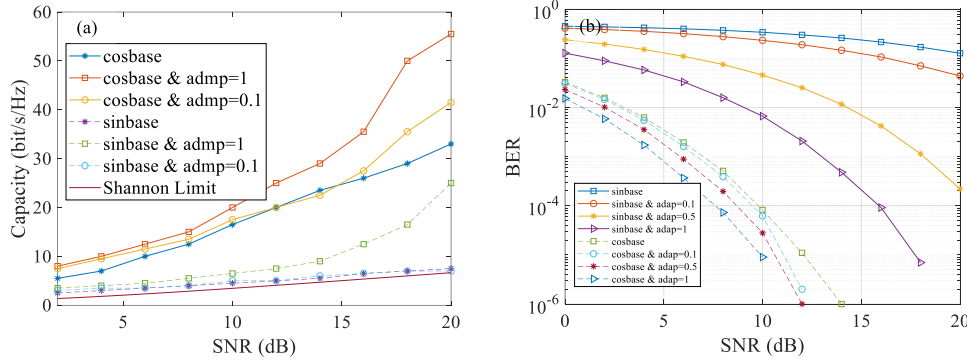 (a)
60
50
40
30
20
10
0
Capacity (bit/s/Hz)
cosbase
cosbase & admp=1
cosbase & admp=0.1
sinbase
sinbase & admp=1
sinbase & admp=0.1
Shannon Limit
5
10
15
20
SNR (dB)
(b)
10^0
10^-2
10^-4
10^-6
BER
sinbase
sinbase & adap=0.1
sinbase & adap=0.5
sinbase & adap=1
cosbase
cosbase & adap=0.1
cosbase & adap=0.5
cosbase & adap=1
0
5
10
15
20
SNR (dB)